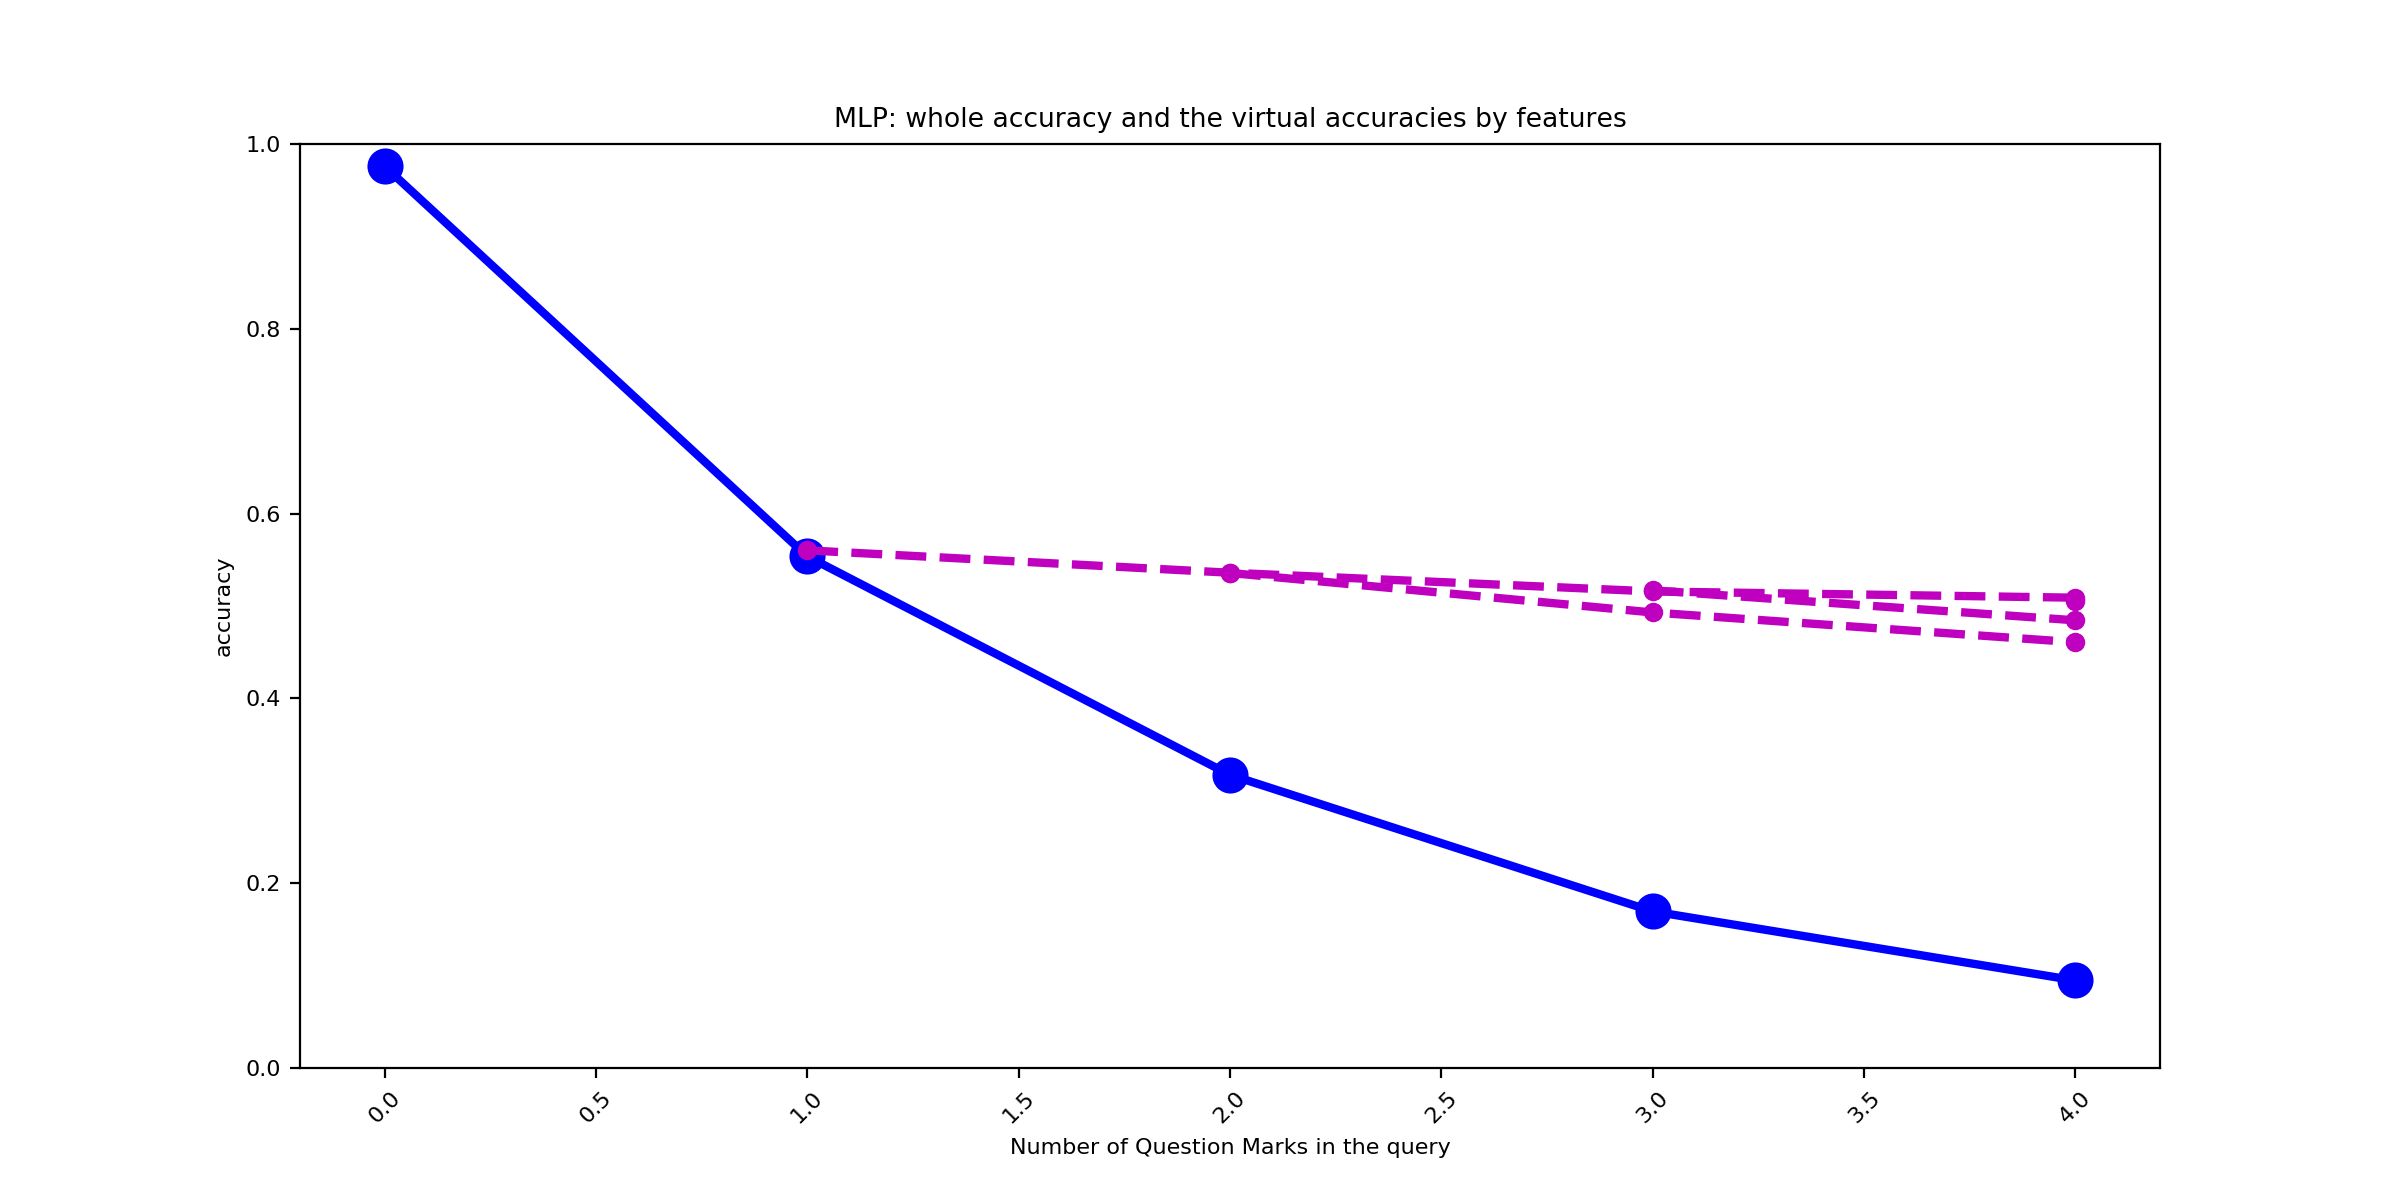 MLP: whole accuracy and the virtual accuracies by features
1.0
0.8
0.6
0.4
0.2
0.0
accuracy
0.0 0.5 1.0 1.5 2.0 2.5 3.0 3.5 4.0
Number of Question Marks in the query